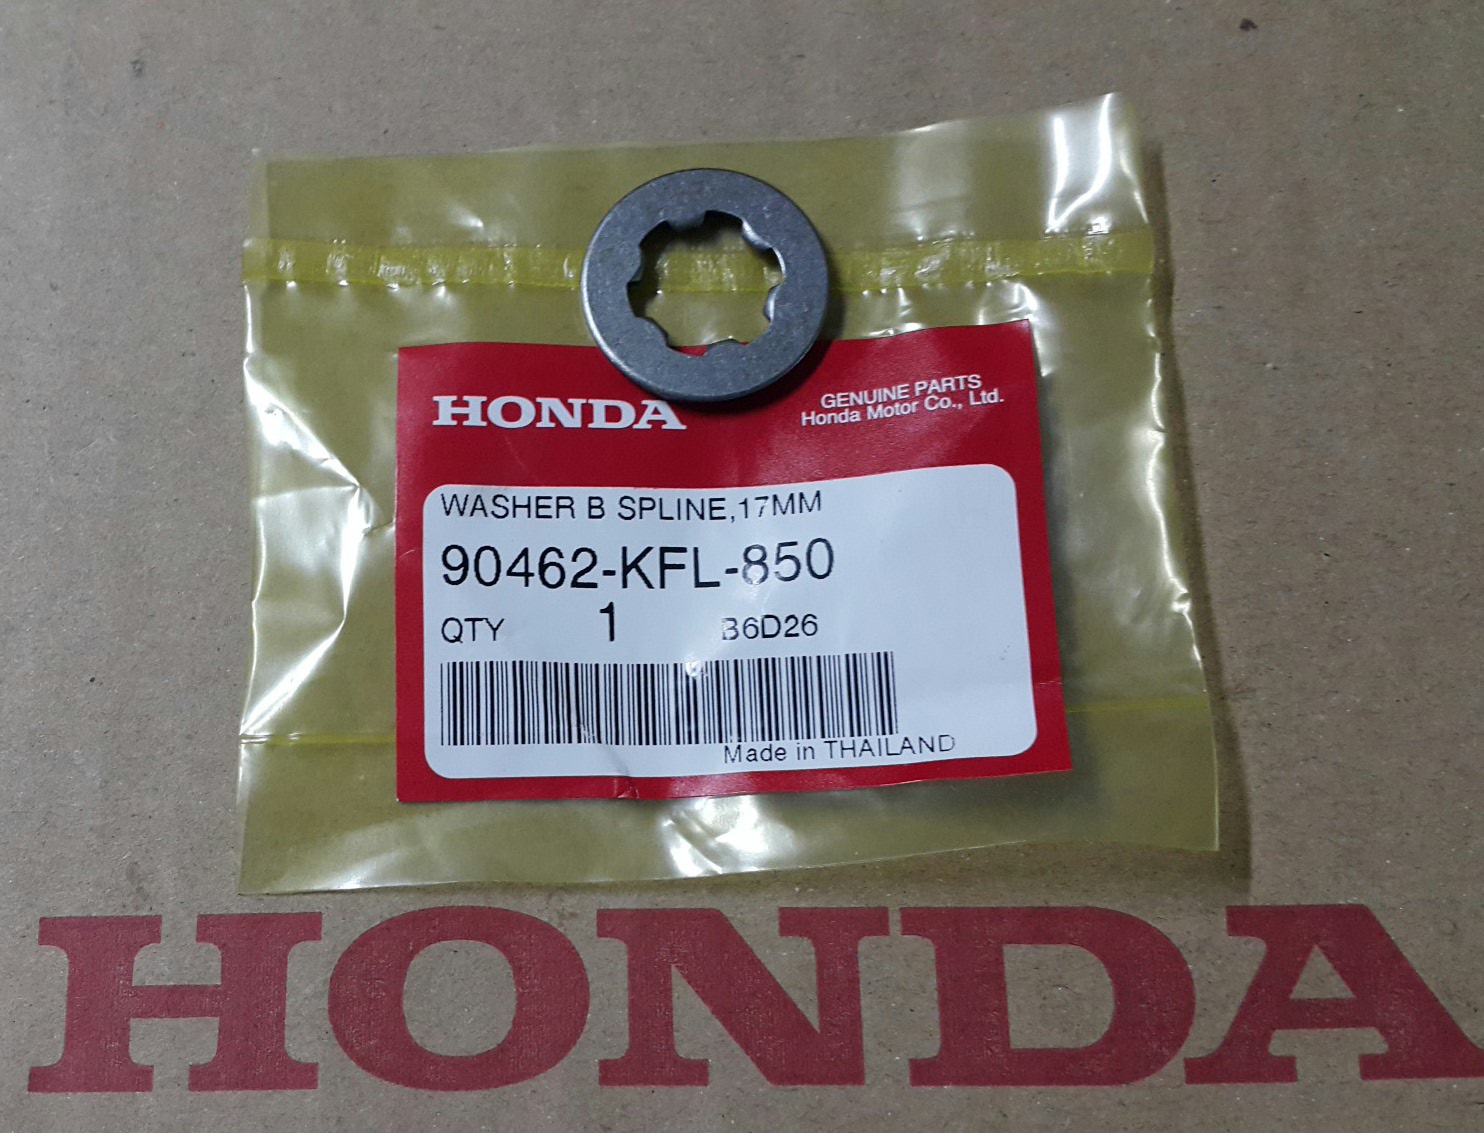 HONDA
GENUINE PARTS
Honda Motor Co., Ltd.
WASHER B SPLINE,17MM
90462-KFL-850
QTY 1 B6D26
Made in THAILAND
HONDA